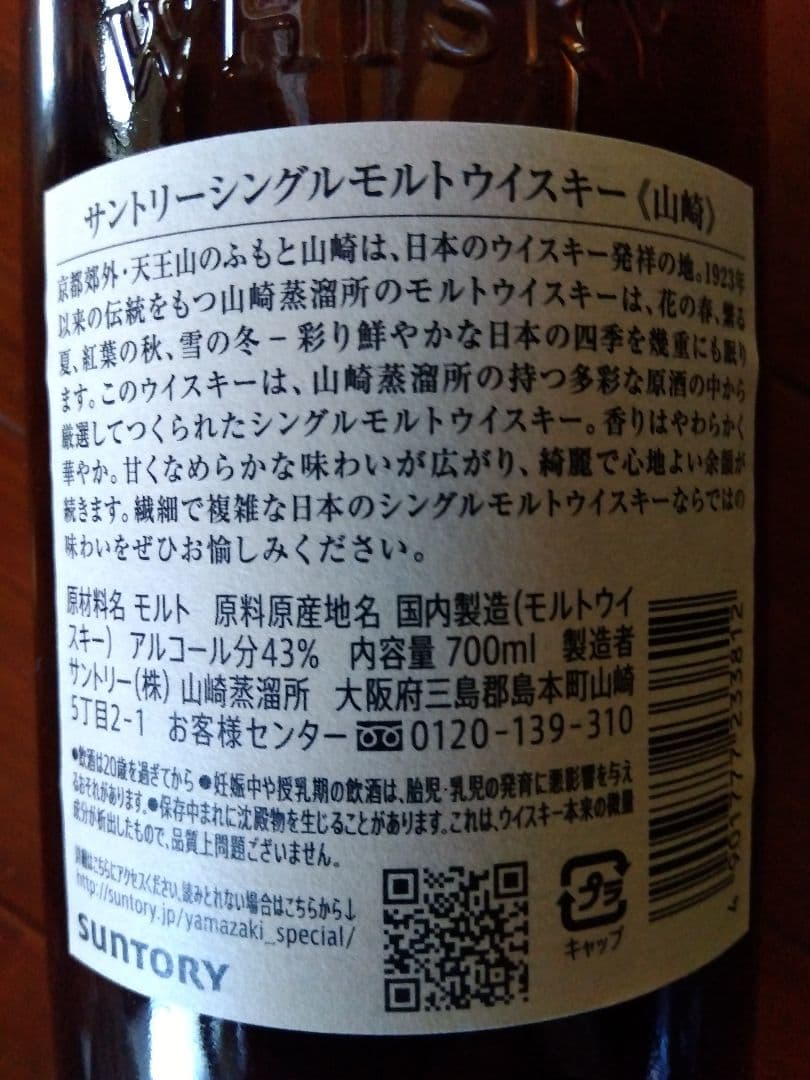 WHISKY
サントリーシングルモルトウイスキー《山崎》
京都郊外・天王山のふもと山崎は、日本のウイスキー発祥の地。1923年
以来の伝統をもつ山崎蒸溜所のモルトウイスキーは、花の春、繁る
夏、紅葉の秋、雪の冬－彩り鮮やかな日本の四季を幾重にも眠り
ます。このウイスキーは、山崎蒸溜所の持つ多彩な原酒の中から
厳選してつくられたシングルモルトウイスキー。香りはやわらかく
華やか。甘くなめらかな味わいが広がり、綺麗で心地よい余韻が
続きます。繊細で複雑な日本のシングルモルトウイスキーならではの
味わいをぜひお愉しみください。
原材料名 モルト 原料原産地名 国内製造(モルトウイ
スキー) アルコール分43% 内容量 700ml 製造者
サントリー(株) 山崎蒸溜所 大阪府三島郡島本町山崎
5丁目2-1 お客様センター 0120-139-310
●飲酒は20歳を過ぎてから ●妊娠中や授乳期の飲酒は、胎児・乳児の発育に悪影響を与え
るおそれがあります。●保存中まれに沈殿物を生じることがあります。これは、ウイスキー本来の微量
成分が析出したもので、品質上問題ございません。
詳細はこちらにアクセスください。読みとれない場合はこちらから↓
http://suntory.jp/yamazaki_special/
SUNTORY
プラ
キャップ
4 901777 233812